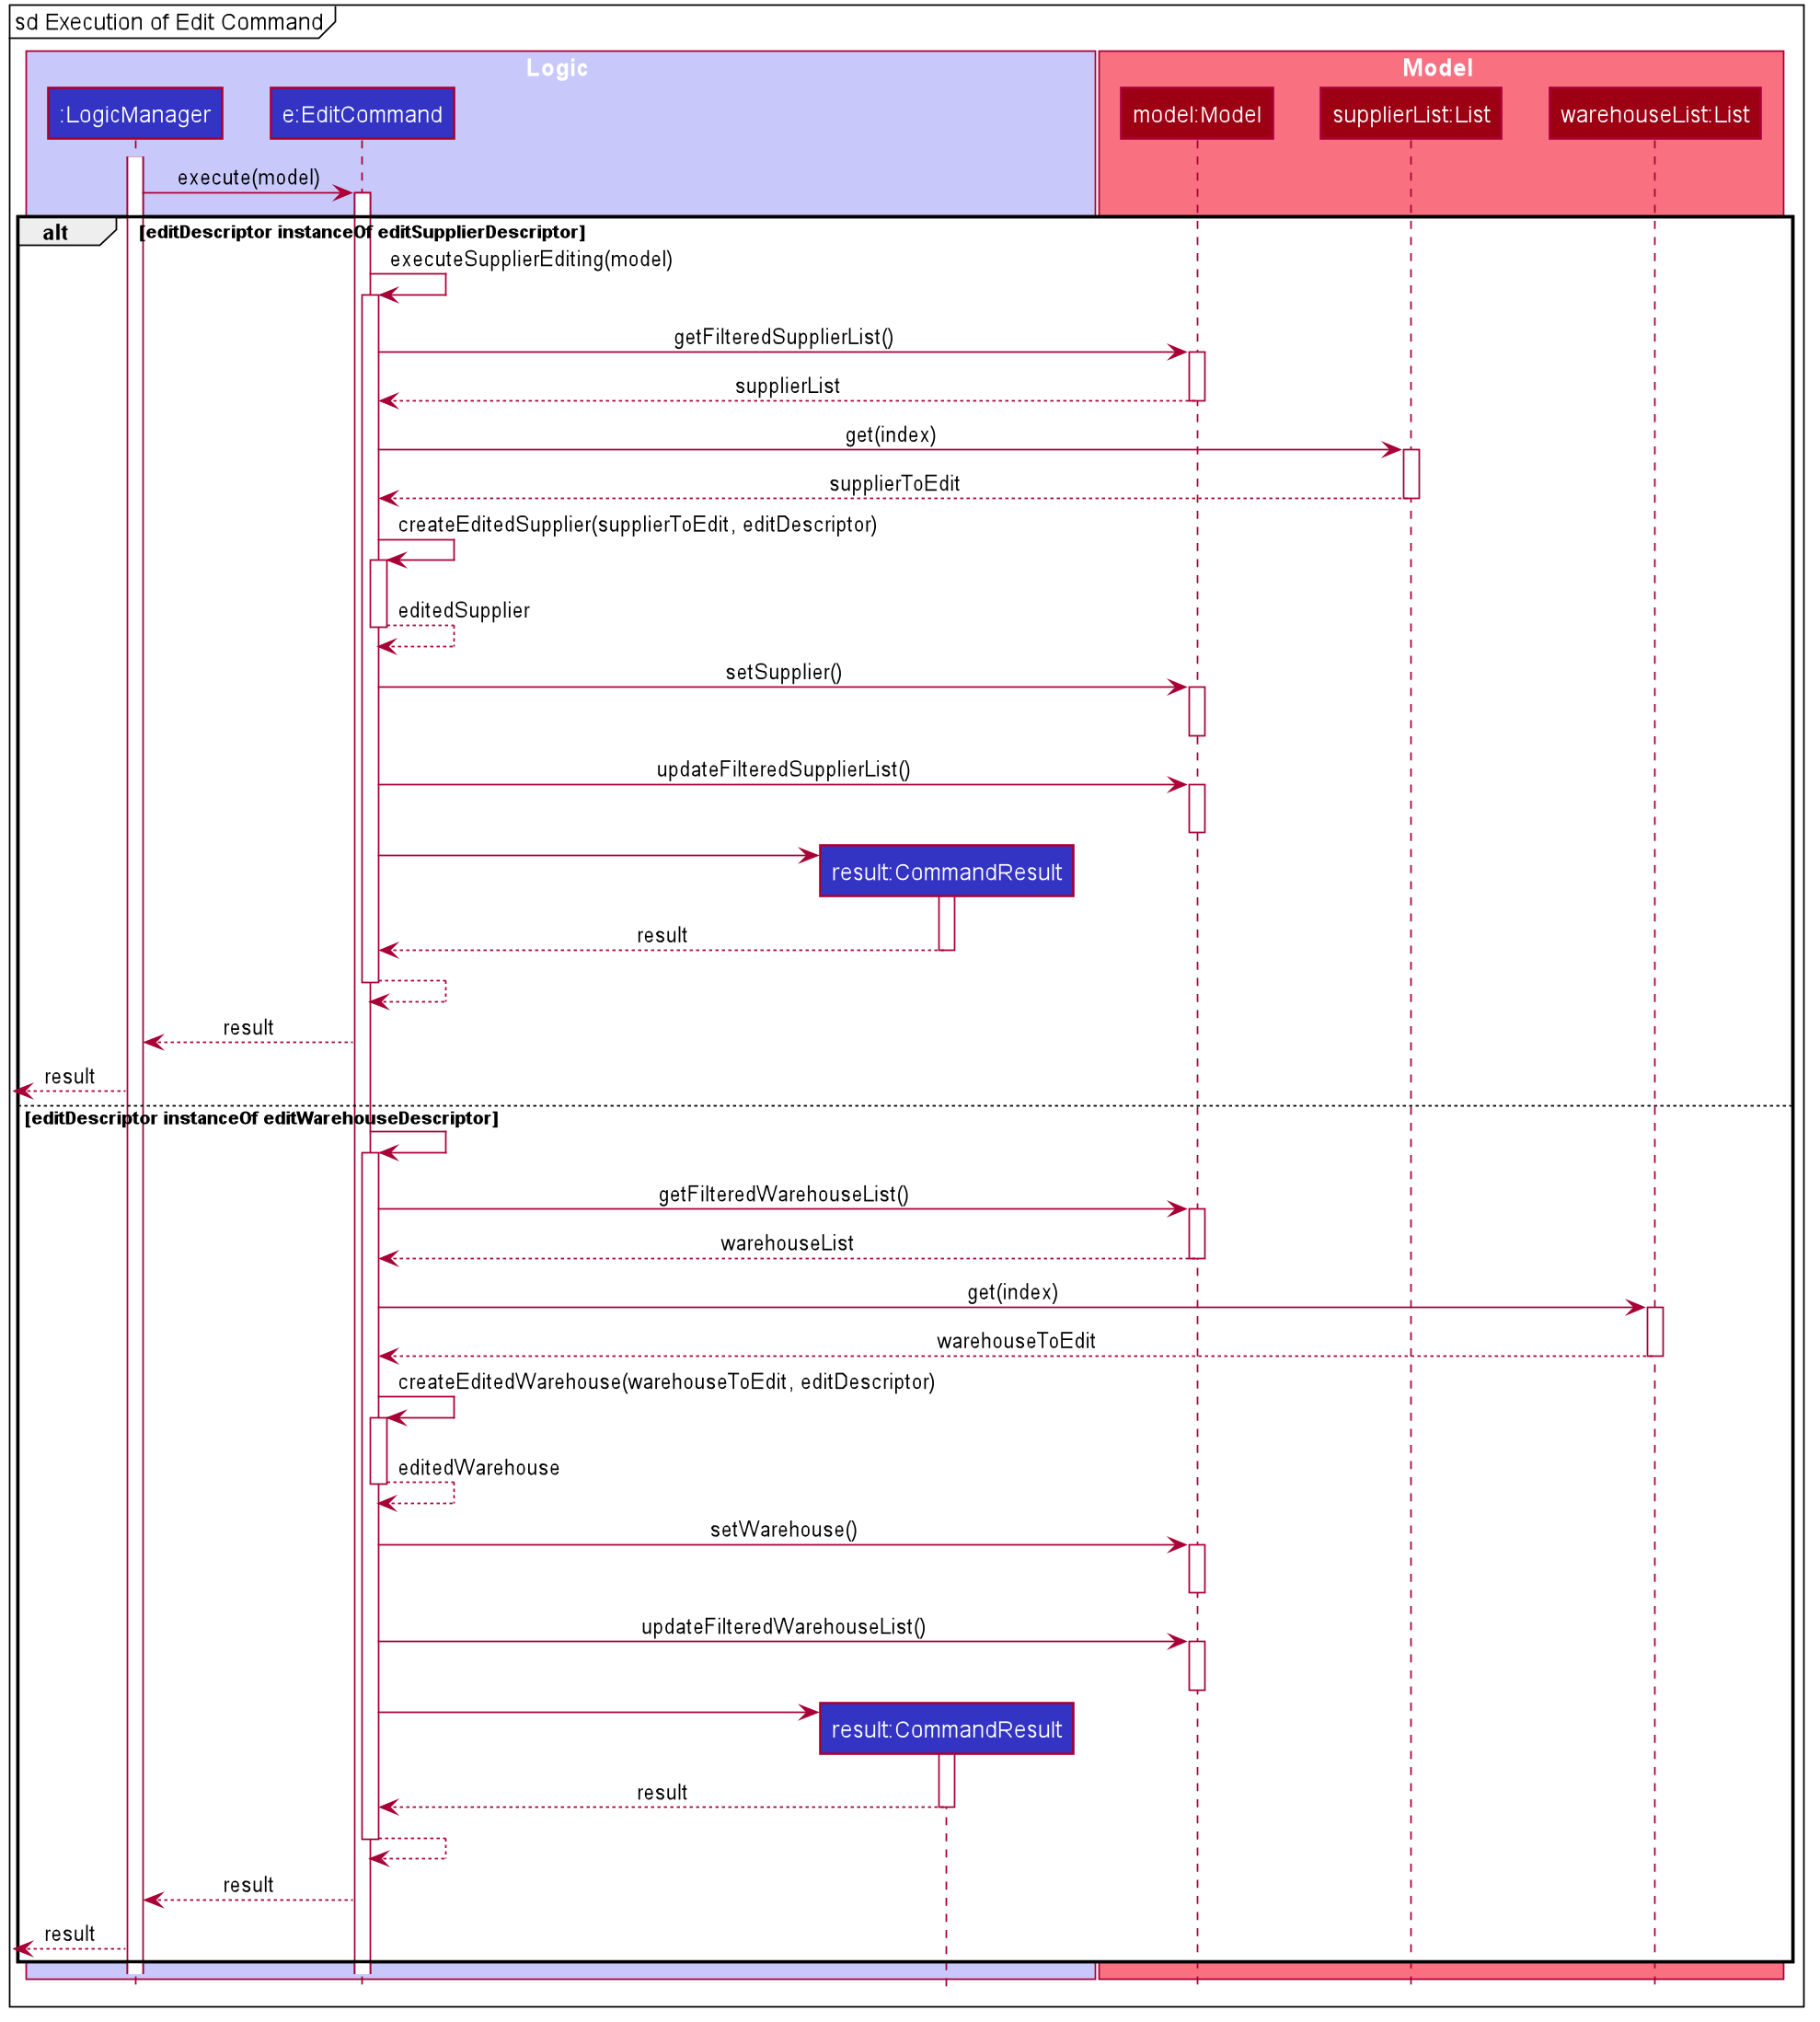 sd Execution of Edit Command
Logic
Model
:LogicManager
e:EditCommand
model:Model
supplierList:List
warehouseList:List
execute(model)
alt
[editDescriptor instanceOf editSupplierDescriptor]
executeSupplierEditing(model)
getFilteredSupplierList()
supplierList
get(index)
supplierToEdit
createEditedSupplier(supplierToEdit, editDescriptor)
editedSupplier
setSupplier()
updateFilteredSupplierList()
result:CommandResult
result
result
result
[editDescriptor instanceOf editWarehouseDescriptor]
getFilteredWarehouseList()
warehouseList
get(index)
warehouseToEdit
createEditedWarehouse(warehouseToEdit, editDescriptor)
editedWarehouse
setWarehouse()
updateFilteredWarehouseList()
result:CommandResult
result
result
result